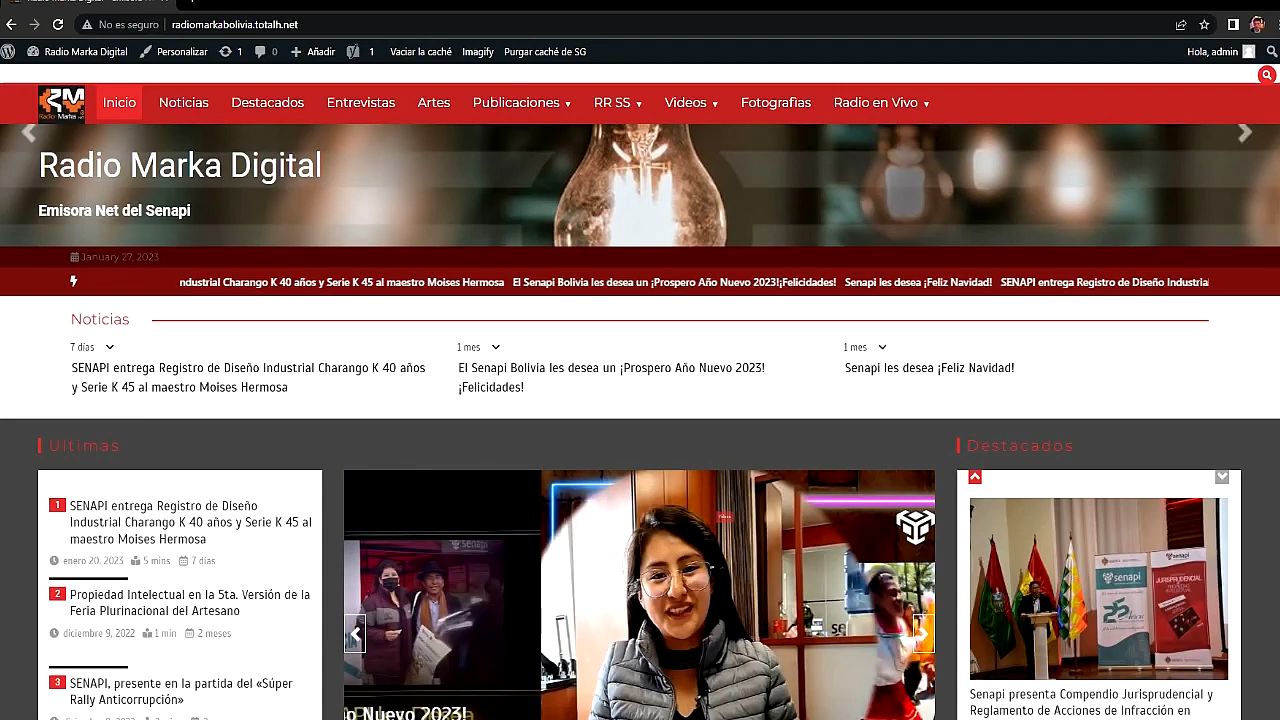 No es seguro radiomarkabolivia.totalh.net
Radio Marka Digital Personalizar 1 0 Añadir 1 Vaciar la caché Imagify Purgar caché de SG Hola, admin
RM Radio Marka Inicio Noticias Destacados Entrevistas Artes Publicaciones RR SS Videos Fotografias Radio en Vivo
Radio Marka Digital
Emisora Net del Senapi
January 27, 2023
ndustrial Charango K 40 años y Serie K 45 al maestro Moises Hermosa El Senapi Bolivia les desea un ¡Prospero Año Nuevo 2023!¡Felicidades! Senapi les desea ¡Feliz Navidad! SENAPI entrega Registro de Diseño Industrial
Noticias
7 días
SENAPI entrega Registro de Diseño Industrial Charango K 40 años
y Serie K 45 al maestro Moises Hermosa
1 mes
El Senapi Bolivia les desea un ¡Prospero Año Nuevo 2023!
¡Felicidades!
1 mes
Senapi les desea ¡Feliz Navidad!
Ultimas
1 SENAPI entrega Registro de Diseño
Industrial Charango K 40 años y Serie K 45 al
maestro Moises Hermosa
enero 20, 2023 5 mins 7 días
2 Propiedad Intelectual en la 5ta. Versión de la
Feria Plurinacional del Artesano
diciembre 9, 2022 1 min 2 meses
3 SENAPI, presente en la partida del «Súper
Rally Anticorrupción»
senapi
o Nuevo 2023!
Destacados
senapi
senapi
JURISPRUDENCIAL
Senapi presenta Compendio Jurisprudencial y
Reglamento de Acciones de Infracción en